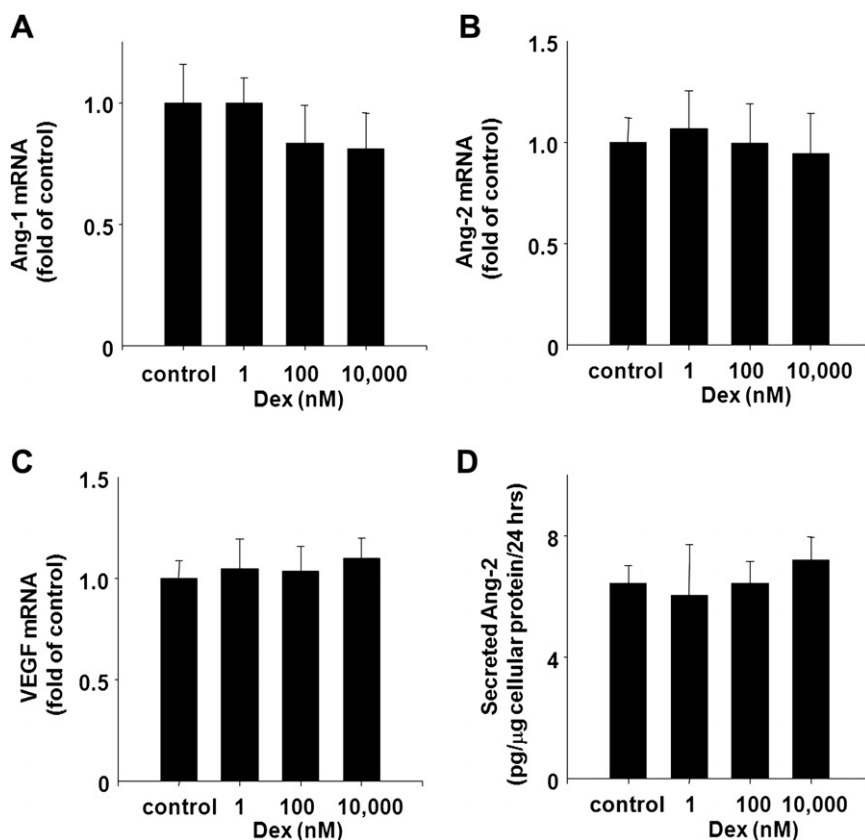 A
Ang-1 mRNA
(fold of control)
1.0
0.5
0
control 1 100 10,000
Dex (nM)
B
Ang-2 mRNA
(fold of control)
1.5
1.0
0.5
0
control 1 100 10,000
Dex (nM)
C
VEGF mRNA
(fold of control)
1.5
1.0
0.5
0
control 1 100 10,000
Dex (nM)
D
Secreted Ang-2
(pg/μg cellular protein/24 hrs)
8
4
0
control 1 100 10,000
Dex (nM)